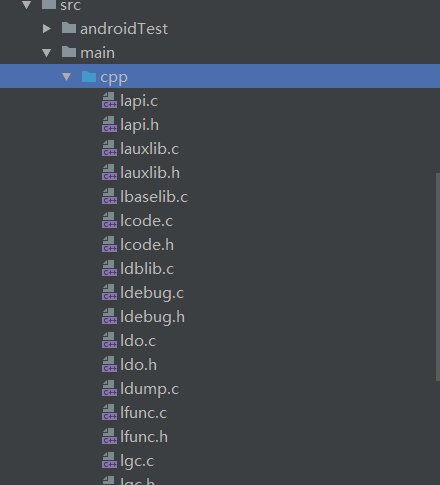 src
androidTest
main
cpp
lapi.c
lapi.h
lauxlib.c
lauxlib.h
lbaselib.c
lcode.c
lcode.h
ldblib.c
ldebug.c
ldebug.h
ldo.c
ldo.h
ldump.c
lfunc.c
lfunc.h
lgc.c
lgc.h